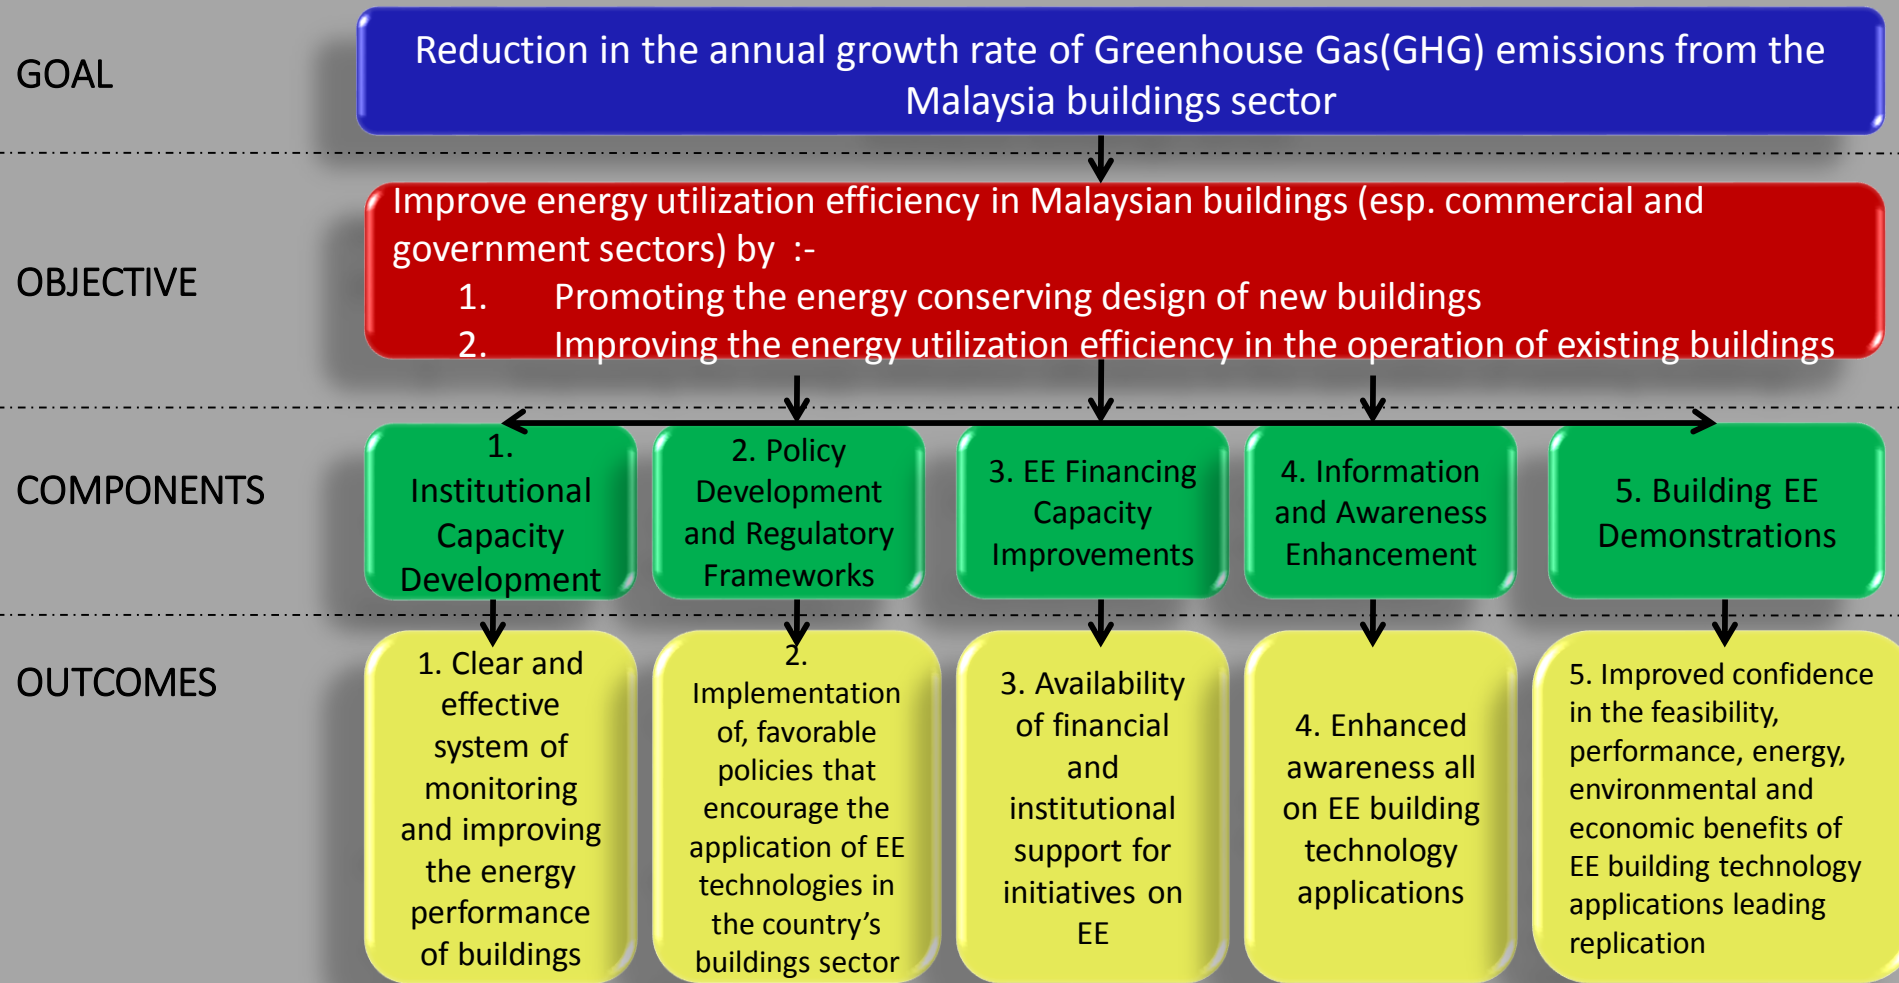 GOAL
Reduction in the annual growth rate of Greenhouse Gas(GHG) emissions from the
Malaysia buildings sector
OBJECTIVE
Improve energy utilization efficiency in Malaysian buildings (esp. commercial and
government sectors) by :-
1. Promoting the energy conserving design of new buildings
2. Improving the energy utilization efficiency in the operation of existing buildings
COMPONENTS
1.
Institutional
Capacity
Development
2. Policy
Development
and Regulatory
Frameworks
3. EE Financing
Capacity
Improvements
4. Information
and Awareness
Enhancement
5. Building EE
Demonstrations
OUTCOMES
1. Clear and
effective
system of
monitoring
and improving
the energy
performance
of buildings
2.
Implementation
of, favorable
policies that
encourage the
application of EE
technologies in
the country's
buildings sector
3. Availability
of financial
and
institutional
support for
initiatives on
EE
4. Enhanced
awareness all
on EE building
technology
applications
5. Improved confidence
in the feasibility,
performance, energy,
environmental and
economic benefits of
EE building technology
applications leading
replication